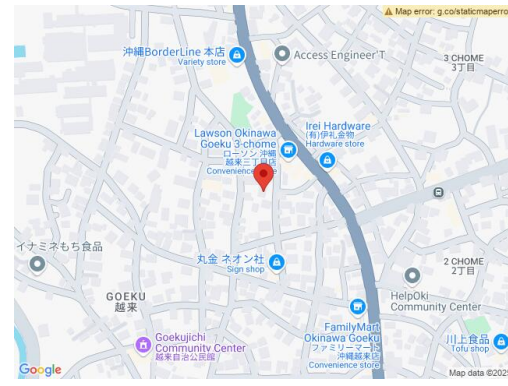 Map error: g.co/staticmaperro
沖縄BorderLine 本店
Variety store
Access Engineer'T
3 CHOME
3丁目
Lawson Okinawa
Goeku 3-chome
ローソン 沖縄
越来三丁目店
Convenience
Irei Hardware
(有)伊礼金物
Hardware store
イナミネもち食品
丸金 ネオン社
Sign shop
2 CHOME
2丁目
GOEKU
越来
HelpOki
Community Center
FamilyMart
Okinawa Goeku
ファミリーマート
沖縄越来店
Convenience store
Goekujichi
Community Center
越来自治公民館
川上食品
Tofu shop
Google
Map data ©2025